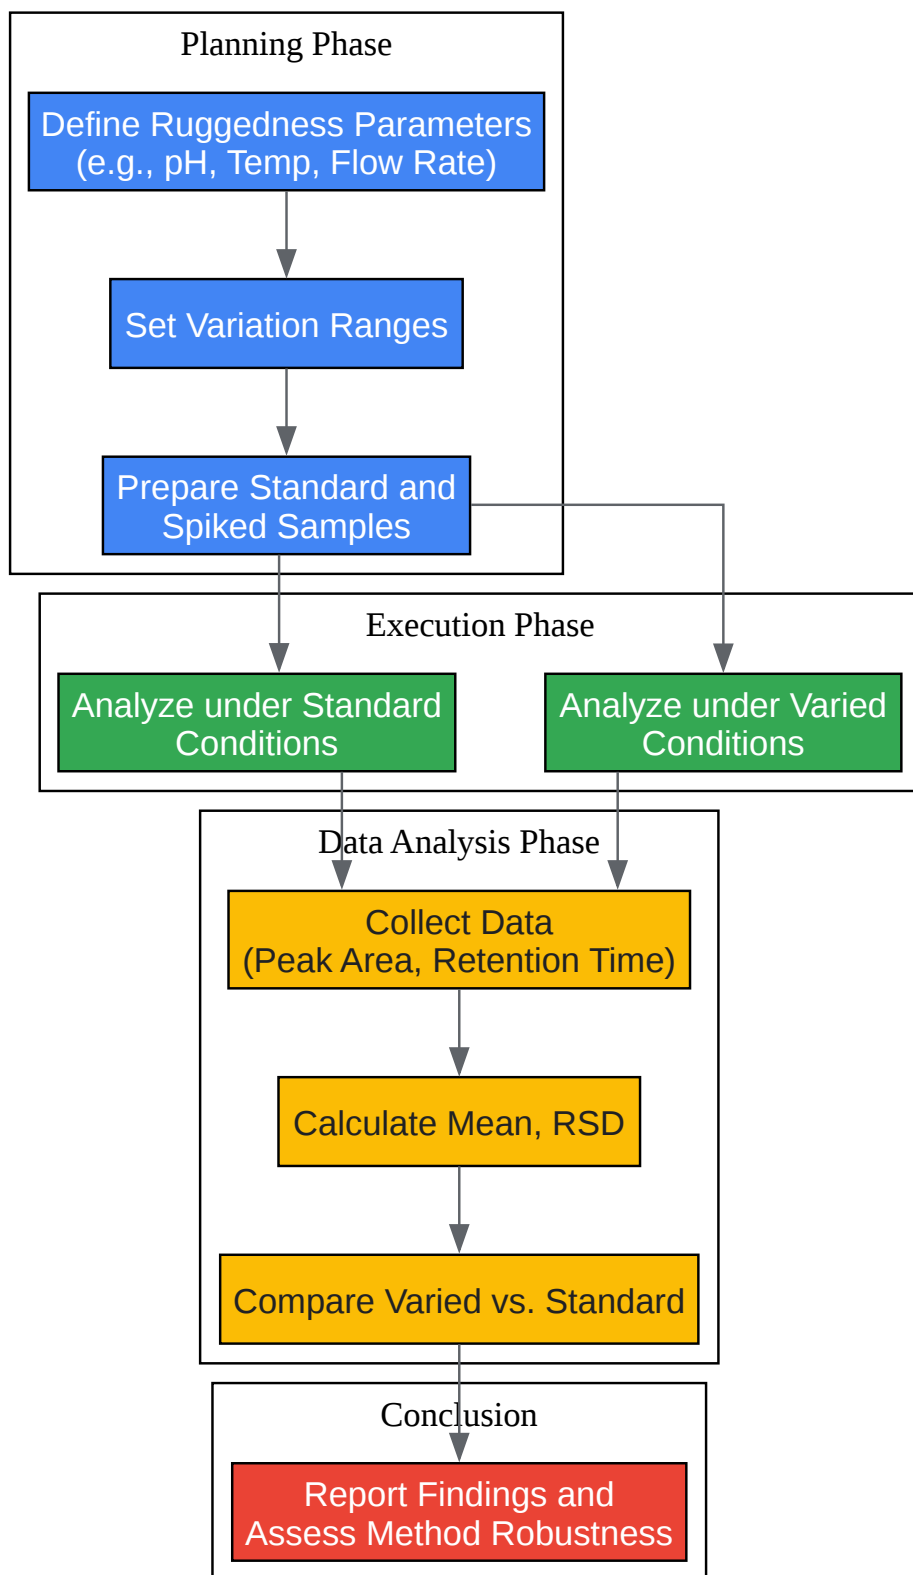 Planning Phase
Define Ruggedness Parameters
(e.g., pH, Temp, Flow Rate)
Set Variation Ranges
Prepare Standard and
Spiked Samples
Execution Phase
Analyze under Standard
Conditions
Analyze under Varied
Conditions
Data Analysis Phase
Collect Data
(Peak Area, Retention Time)
Calculate Mean, RSD
Compare Varied vs. Standard
Conclusion
Report Findings and
Assess Method Robustness